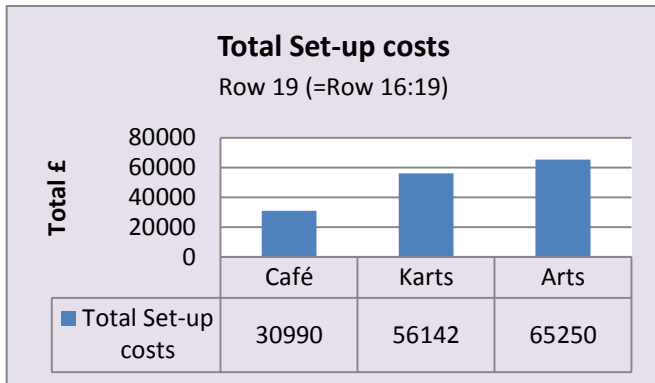 Total Set-up costs
Row 19 (=Row 16:19)
Total £
80000
60000
40000
20000
0
Café Karts Arts
Total Set-up costs 30990 56142 65250